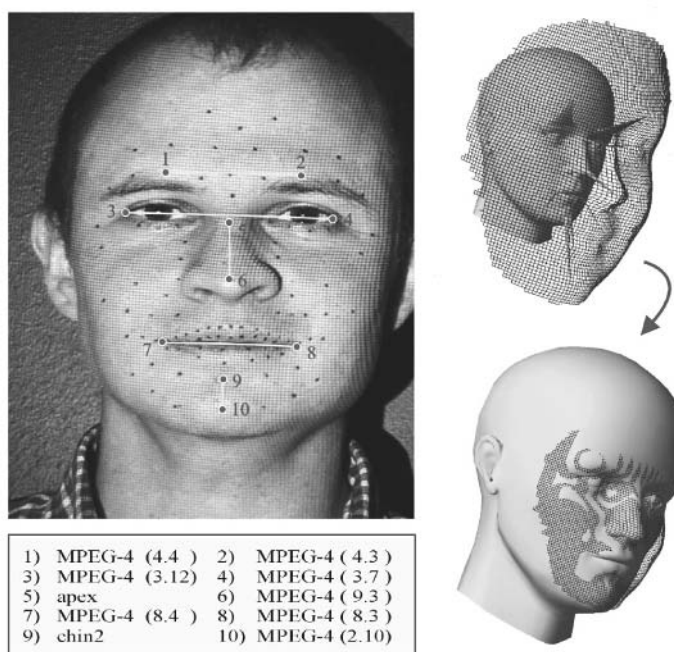 1 2
3 4
5
6
7 8
9
10
1) MPEG-4 (4.4 ) 2) MPEG-4 ( 4.3 )
3) MPEG-4 (3.12) 4) MPEG-4 ( 3.7 )
5) apex 6) MPEG-4 ( 9.3 )
7) MPEG-4 (8.4 ) 8) MPEG-4 ( 8.3 )
9) chin2 10) MPEG-4 (2.10)